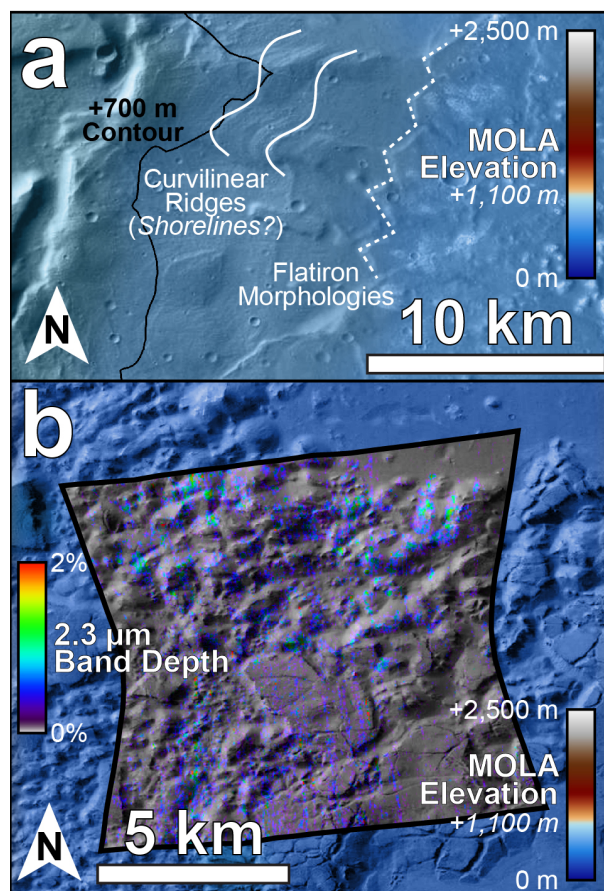 a
+700 m
Contour
Curvilinear
Ridges
(Shorelines?)
Flatiron
Morphologies
+2,500 m
MOLA
Elevation
+1,100 m
0 m
N
10 km
b
2%
2.3 µm
Band Depth
0%
+2,500 m
MOLA
Elevation
+1,100 m
0 m
N
5 km